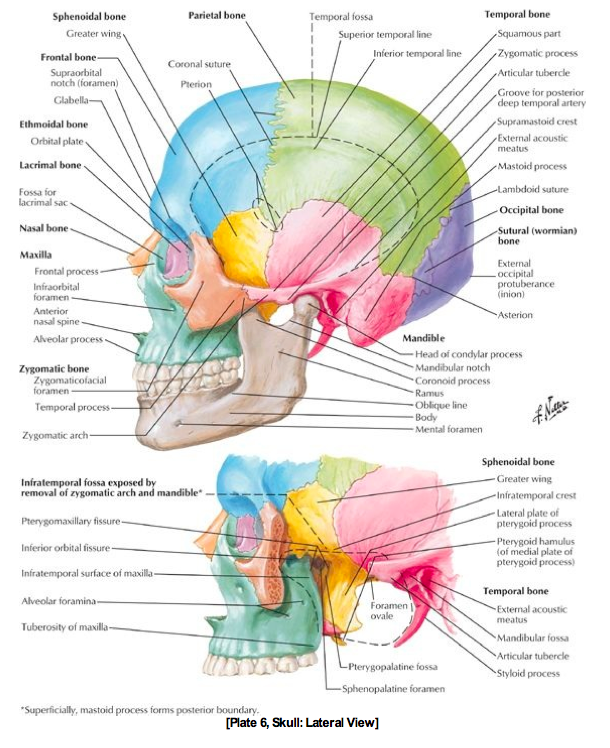 Sphenoidal bone
Greater wing
Frontal bone
Supraorbital
notch (foramen)
Glabella
Ethmoidal bone
Orbital plate
Lacrimal bone
Fossa for
lacrimal sac
Nasal bone
Maxilla
Frontal process
Infraorbital
foramen
Anterior
nasal spine
Alveolar process
Zygomatic bone
Zygomaticofacial
foramen
Temporal process
Zygomatic arch
Parietal bone
Coronal suture
Pterion
Temporal fossa
Superior temporal line
Inferior temporal line
Temporal bone
Squamous part
Zygomatic process
Articular tubercle
Groove for posterior
deep temporal artery
Supramastoid crest
External acoustic
meatus
Mastoid process
Lambdoid suture
Occipital bone
Sutural (wormian)
bone
External
occipital
protuberance
(inion)
Asterion
Mandible
Head of condylar process
Mandibular notch
Coronoid process
Ramus
Oblique line
Body
Mental foramen
F. Netter
Infratemporal fossa exposed by
removal of zygomatic arch and mandible*
Pterygomaxillary fissure
Inferior orbital fissure
Infratemporal surface of maxilla
Alveolar foramina
Tuberosity of maxilla
Sphenoidal bone
Greater wing
Infratemporal crest
Lateral plate of
pterygoid process
Pterygoid hamulus
(of medial plate of
pterygoid process)
Temporal bone
External acoustic
meatus
Mandibular fossa
Articular tubercle
Styloid process
Foramen
ovale
Pterygopalatine fossa
Sphenopalatine foramen
*Superficially, mastoid process forms posterior boundary.
[Plate 6, Skull: Lateral View]